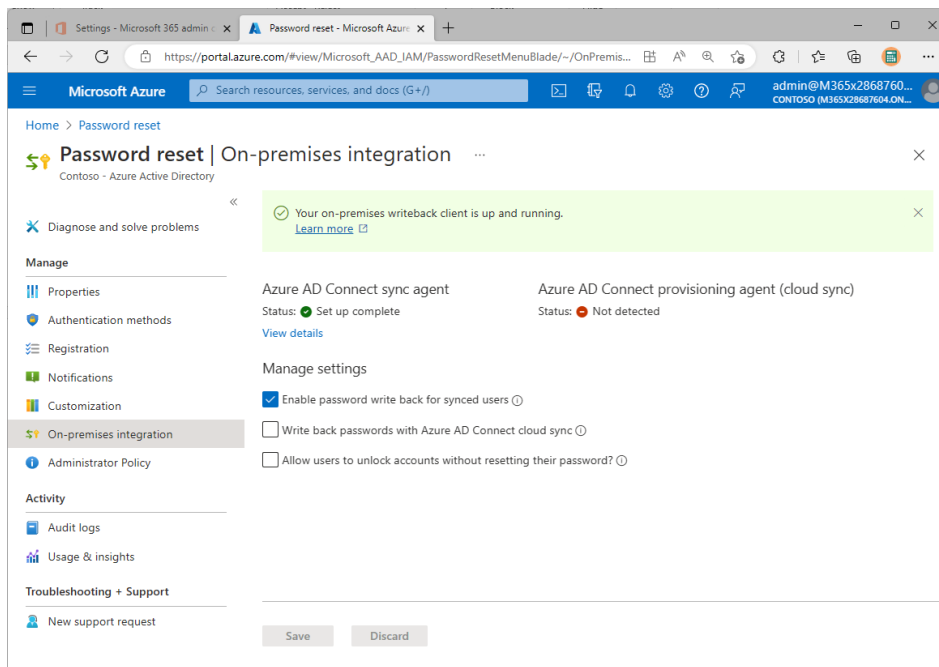 Settings - Microsoft 365 admin c
Password reset - Microsoft Azure
https://portal.azure.com/#view/Microsoft_AAD_IAM/PasswordResetMenuBlade/~/OnPremis...
Microsoft Azure
Search resources, services, and docs (G+/)
admin@M365x2868760...
CONTOSO (M365X28687604.ON...
Home > Password reset
Password reset | On-premises integration ...
Contoso - Azure Active Directory
Your on-premises writeback client is up and running.
Learn more
Diagnose and solve problems
Manage
Properties
Authentication methods
Registration
Notifications
Customization
On-premises integration
Administrator Policy
Activity
Audit logs
Usage & insights
Troubleshooting + Support
New support request
Azure AD Connect sync agent
Status: Set up complete
View details
Azure AD Connect provisioning agent (cloud sync)
Status: Not detected
Manage settings
Enable password write back for synced users
Write back passwords with Azure AD Connect cloud sync
Allow users to unlock accounts without resetting their password?
Save
Discard